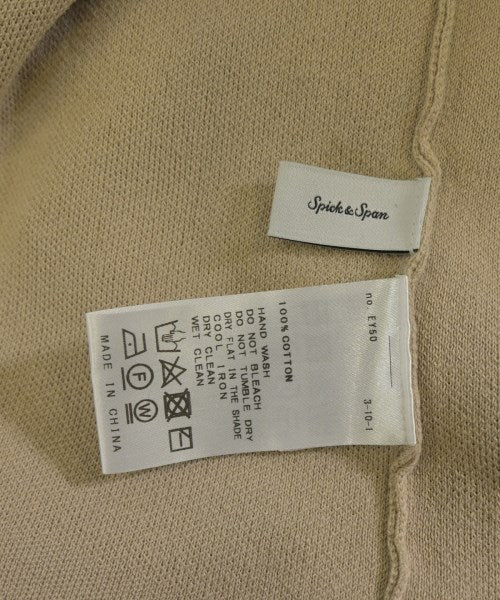 Spick & Span
no EY50
3-10-1
100% COTTON
HAND WASH
DO NOT BLEACH
DO NOT TUMBLE DRY
DRY FLAT IN THE SHADE
COOL IRON
DRY CLEAN
WET CLEAN
F
W
MADE IN CHINA